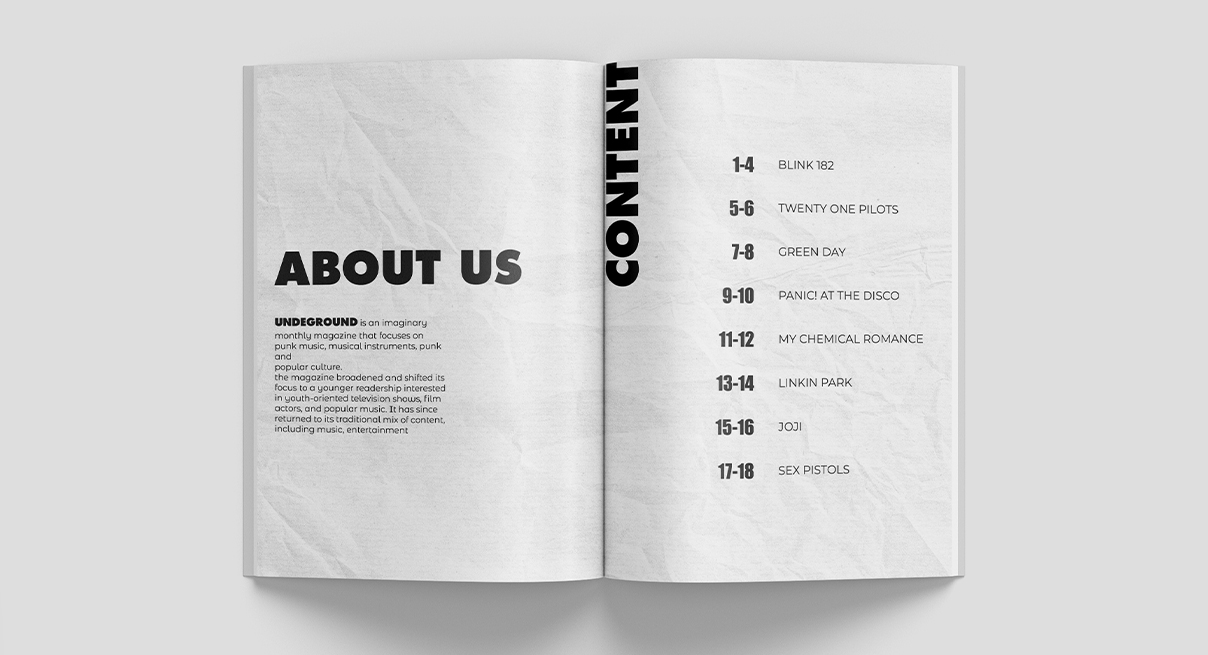 ABOUT US
UNDEGROUND is an imaginary
monthly magazine that focuses on
punk music, musical instruments, punk
and
popular culture.
the magazine broadened and shifted its
focus to a younger readership interested
in youth-oriented television shows, film
actors, and popular music. It has since
returned to its traditional mix of content,
including music, entertainment
CONTENT
1-4 BLINK 182
5-6 TWENTY ONE PILOTS
7-8 GREEN DAY
9-10 PANIC! AT THE DISCO
11-12 MY CHEMICAL ROMANCE
13-14 LINKIN PARK
15-16 JOJI
17-18 SEX PISTOLS